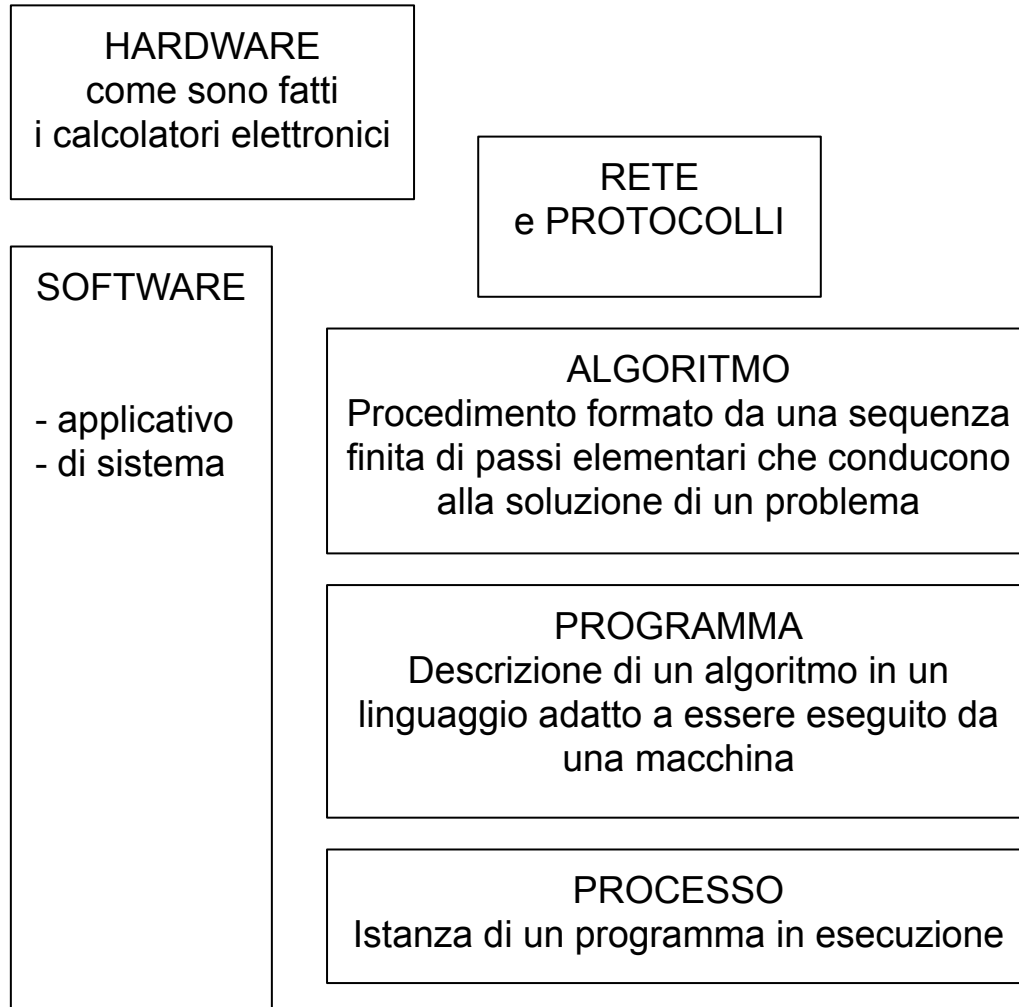 HARDWARE
come sono fatti
i calcolatori elettronici
RETE
e PROTOCOLLI
SOFTWARE
- applicativo
- di sistema
ALGORITMO
Procedimento formato da una sequenza
finita di passi elementari che conducono
alla soluzione di un problema
PROGRAMMA
Descrizione di un algoritmo in un
linguaggio adatto a essere eseguito da
una macchina
PROCESSO
Istanza di un programma in esecuzione